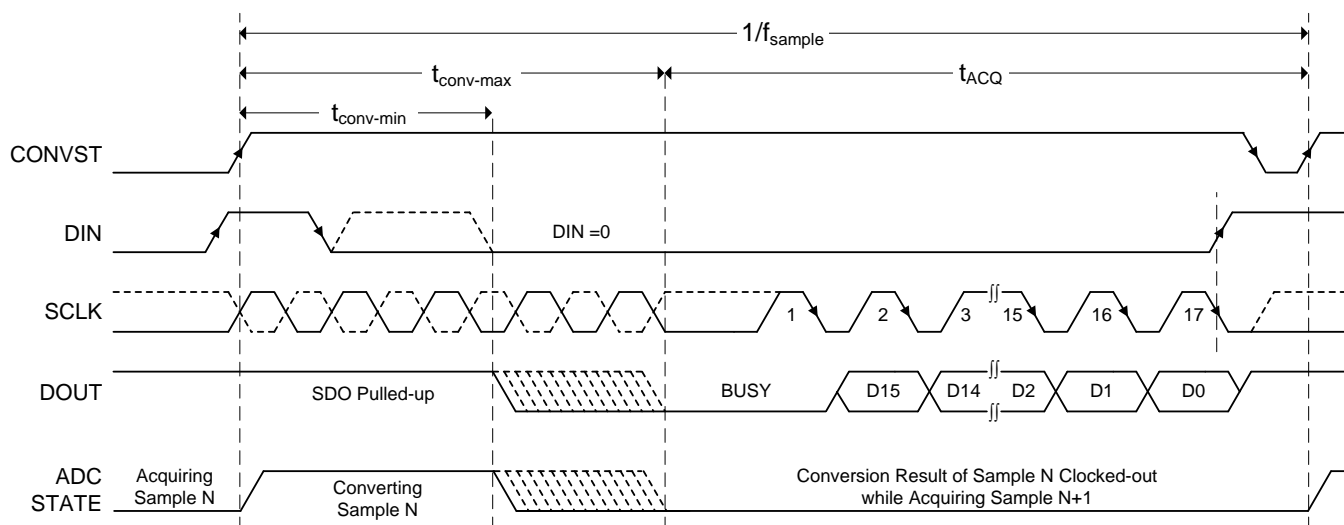 1/fsample
tconv-max
tACQ
tconv-min
CONVST
DIN
DIN =0
SCLK
1 2 3 15 16 17
DOUT
SDO Pulled-up
BUSY
D15 D14 D2 D1 D0
ADC
STATE
Acquiring
Sample N
Converting
Sample N
Conversion Result of Sample N Clocked-out
while Acquiring Sample N+1